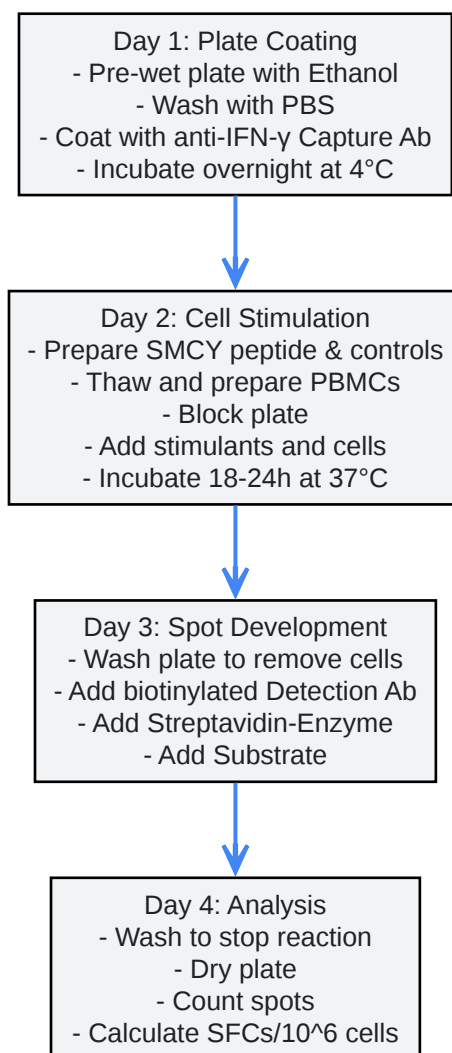 Day 1: Plate Coating
- Pre-wet plate with Ethanol
- Wash with PBS
- Coat with anti-IFN-γ Capture Ab
- Incubate overnight at 4°C
Day 2: Cell Stimulation
- Prepare SMCY peptide & controls
- Thaw and prepare PBMCs
- Block plate
- Add stimulants and cells
- Incubate 18-24h at 37°C
Day 3: Spot Development
- Wash plate to remove cells
- Add biotinylated Detection Ab
- Add Streptavidin-Enzyme
- Add Substrate
Day 4: Analysis
- Wash to stop reaction
- Dry plate
- Count spots
- Calculate SFCs/10^6 cells